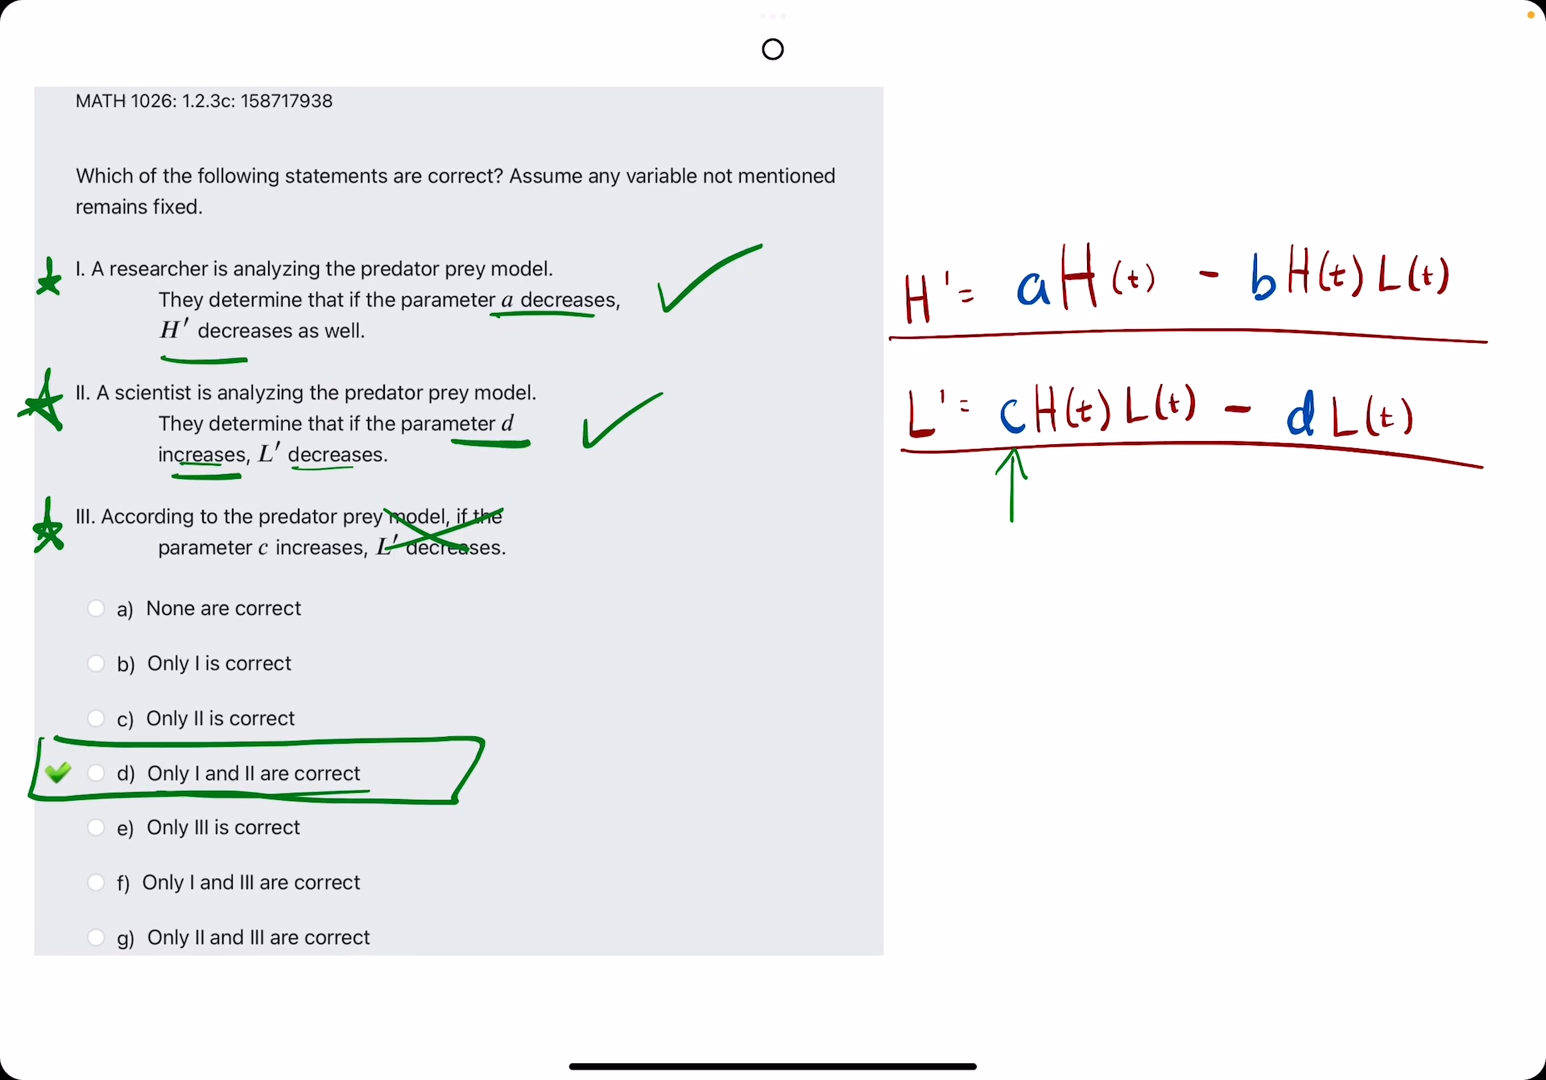 MATH 1026: 1.2.3c: 158717938
Which of the following statements are correct? Assume any variable not mentioned
remains fixed.
I. A researcher is analyzing the predator prey model.
They determine that if the parameter a decreases,
H′ decreases as well.
II. A scientist is analyzing the predator prey model.
They determine that if the parameter d
increases, L′ decreases.
III. According to the predator prey model, if the
parameter c increases, L′ decreases.
a) None are correct
b) Only I is correct
c) Only II is correct
d) Only I and II are correct
e) Only III is correct
f) Only I and III are correct
g) Only II and III are correct
H' = aH(t) - bH(t)L(t)
L' = cH(t)L(t) - dL(t)